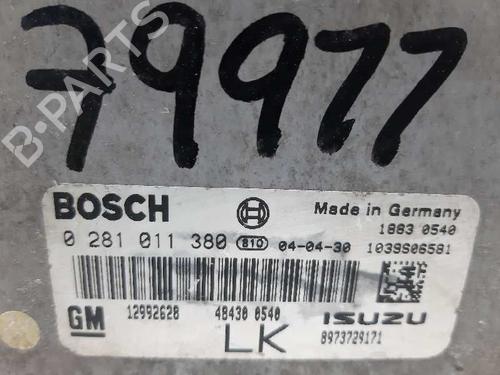 79977
B-PARTS
BOSCH
Made in Germany
1883 0540
0 281 011 380 810 04-04-30 1039S06581
GM 12992628 48430 0540 ISUZU
LK 8973729171